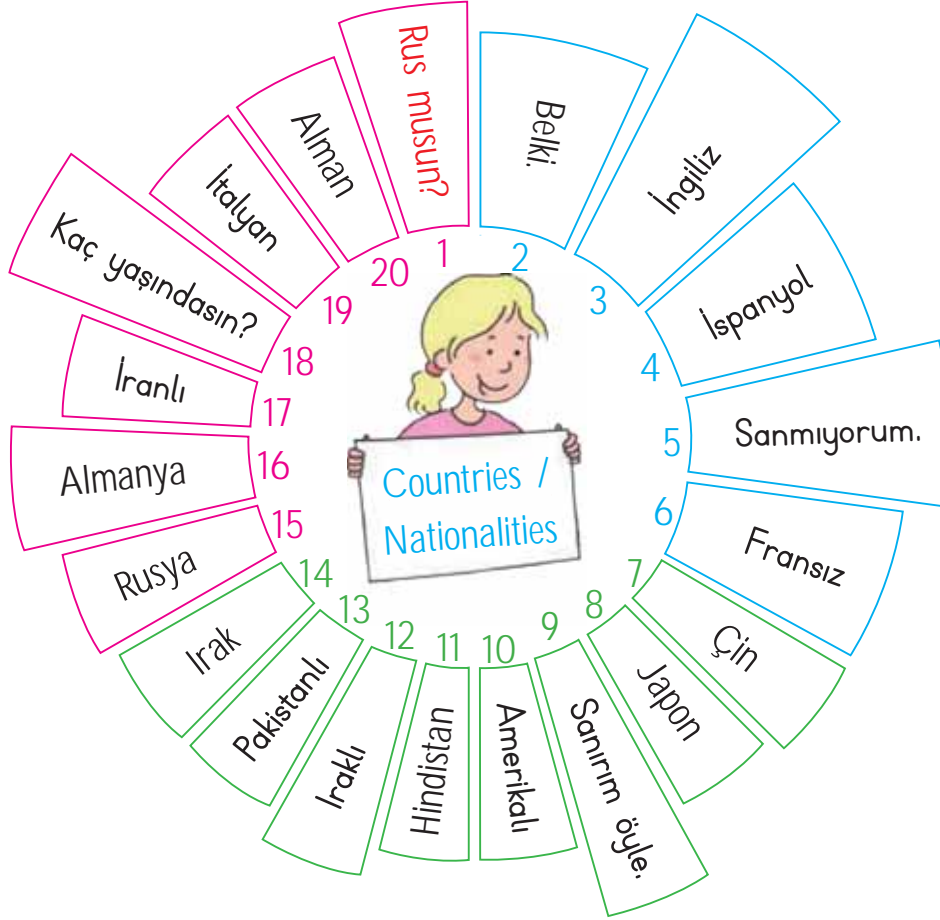 Rus musun?
Belki.
İngiliz
İspanyol
Sanmıyorum.
Fransız
Çin
Japon
Sanırım öyle.
Amerikalı
Hindistan
Iraklı
Pakistanlı
Irak
Rusya
Almanya
İranlı
Kaç yaşındasın?
İtalyan
Alman
1
2
3
4
5
6
7
8
9
10
11
12
13
14
15
16
17
18
19
20
Countries /
Nationalities